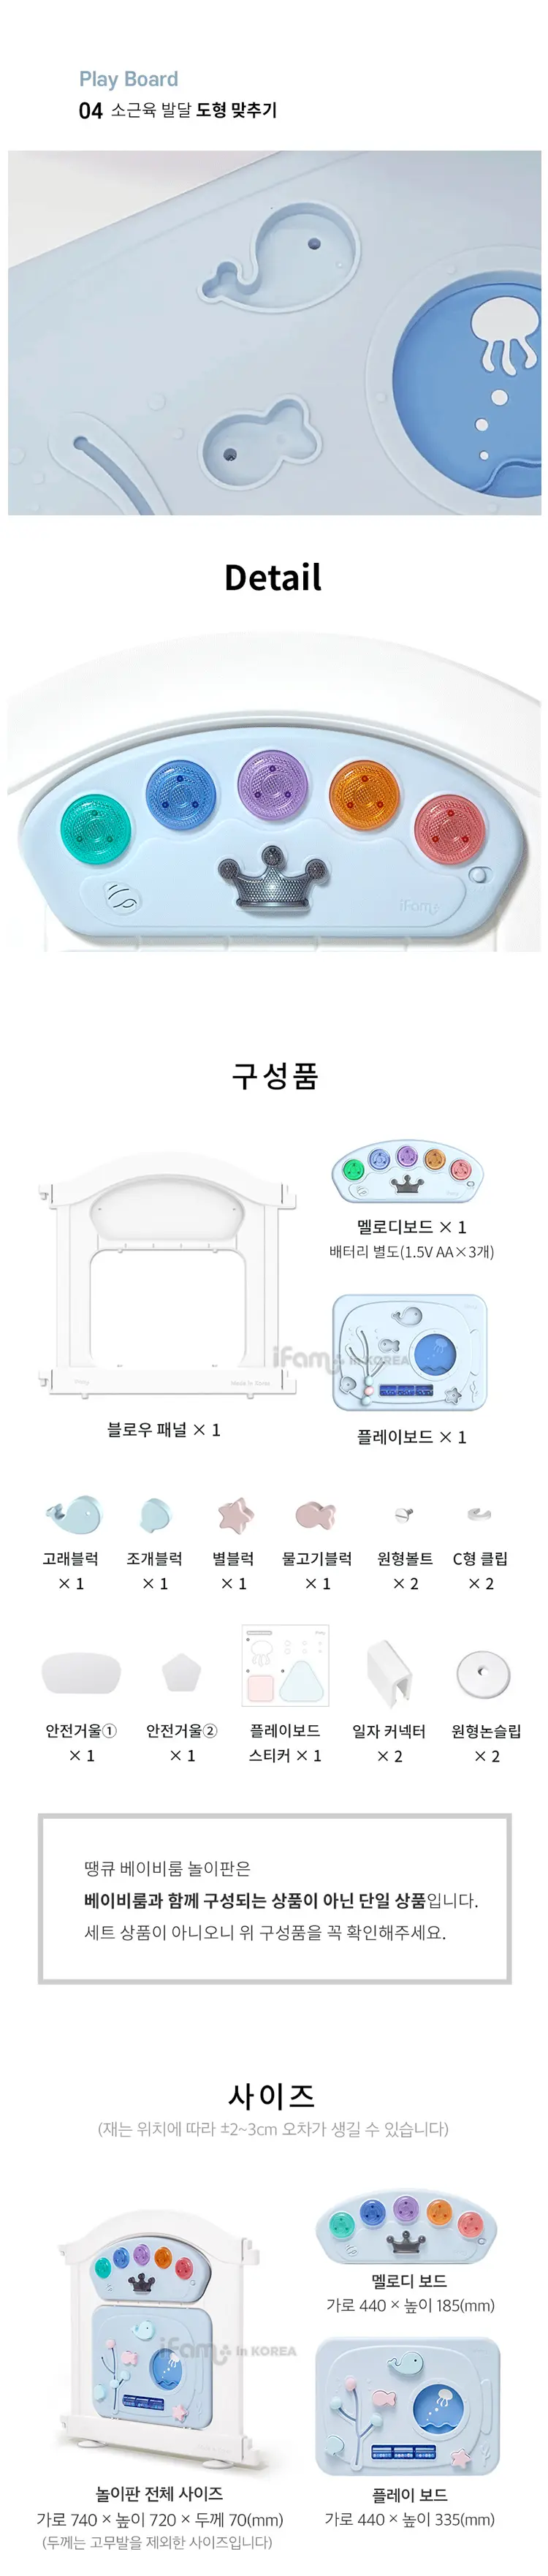 Play Board
04 소근육 발달 도형 맞추기
Detail
iFam
구성품
멜로디보드 × 1
배터리 별도(1.5V AA×3개)
iFam in KOREA
Made in Korea
블로우 패널 × 1
플레이보드 × 1
고래블럭 조개블럭 별블럭 물고기블럭 원형볼트 C형 클립
× 1 × 1 × 1 × 1 × 2 × 2
안전거울① 안전거울② 플레이보드 일자 커넥터 원형논슬립
× 1 × 1 스티커 × 1 × 2 × 2
땡큐 베이비룸 놀이판은
베이비룸과 함께 구성되는 상품이 아닌 단일 상품입니다.
세트 상품이 아니오니 위 구성품을 꼭 확인해주세요.
사이즈
(재는 위치에 따라 ±2~3cm 오차가 생길 수 있습니다)
멜로디 보드
가로 440 × 높이 185(mm)
iFam in KOREA
놀이판 전체 사이즈
가로 740 × 높이 720 × 두께 70(mm)
(두께는 고무발을 제외한 사이즈입니다)
플레이 보드
가로 440 × 높이 335(mm)